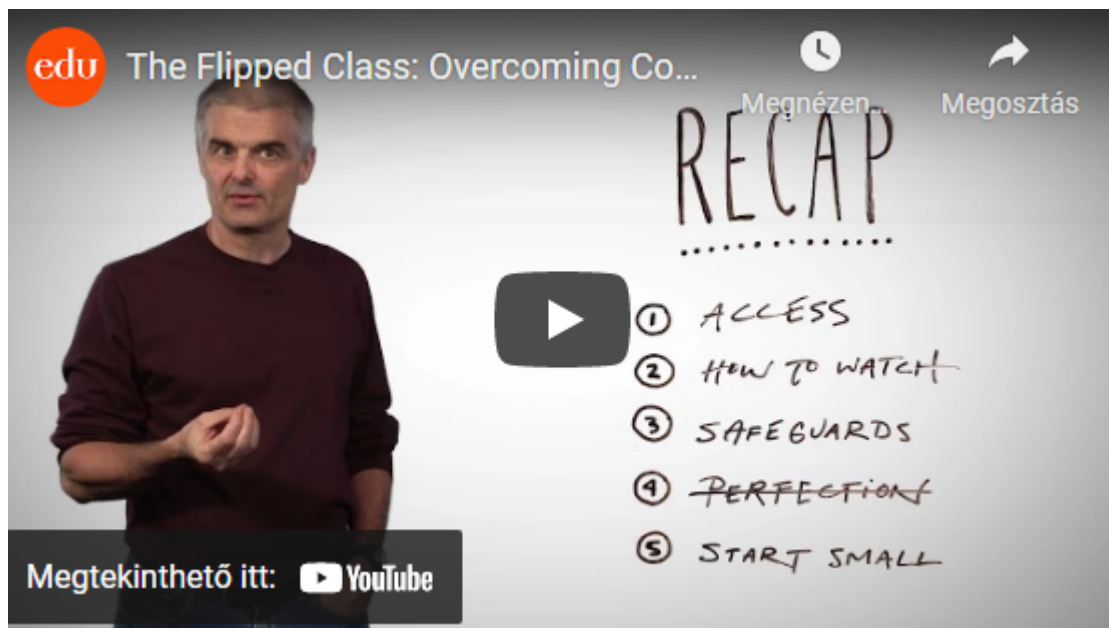 edu The Flipped Class: Overcoming Co...
Megnézen...
Megosztás
RECAP
1 ACCESS
2 HOW TO WATCH
3 SAFEGUARDS
4 PERFECTION
5 START SMALL
Megtekinthető itt: YouTube